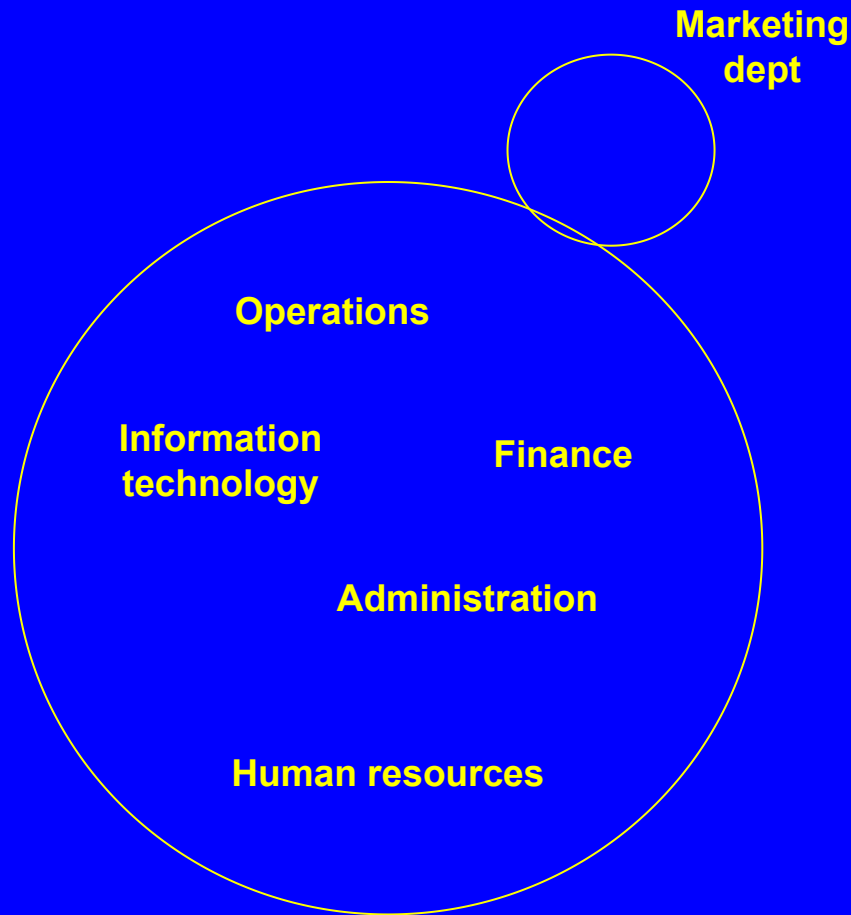 Marketing
dept
Operations
Information
technology
Finance
Administration
Human resources